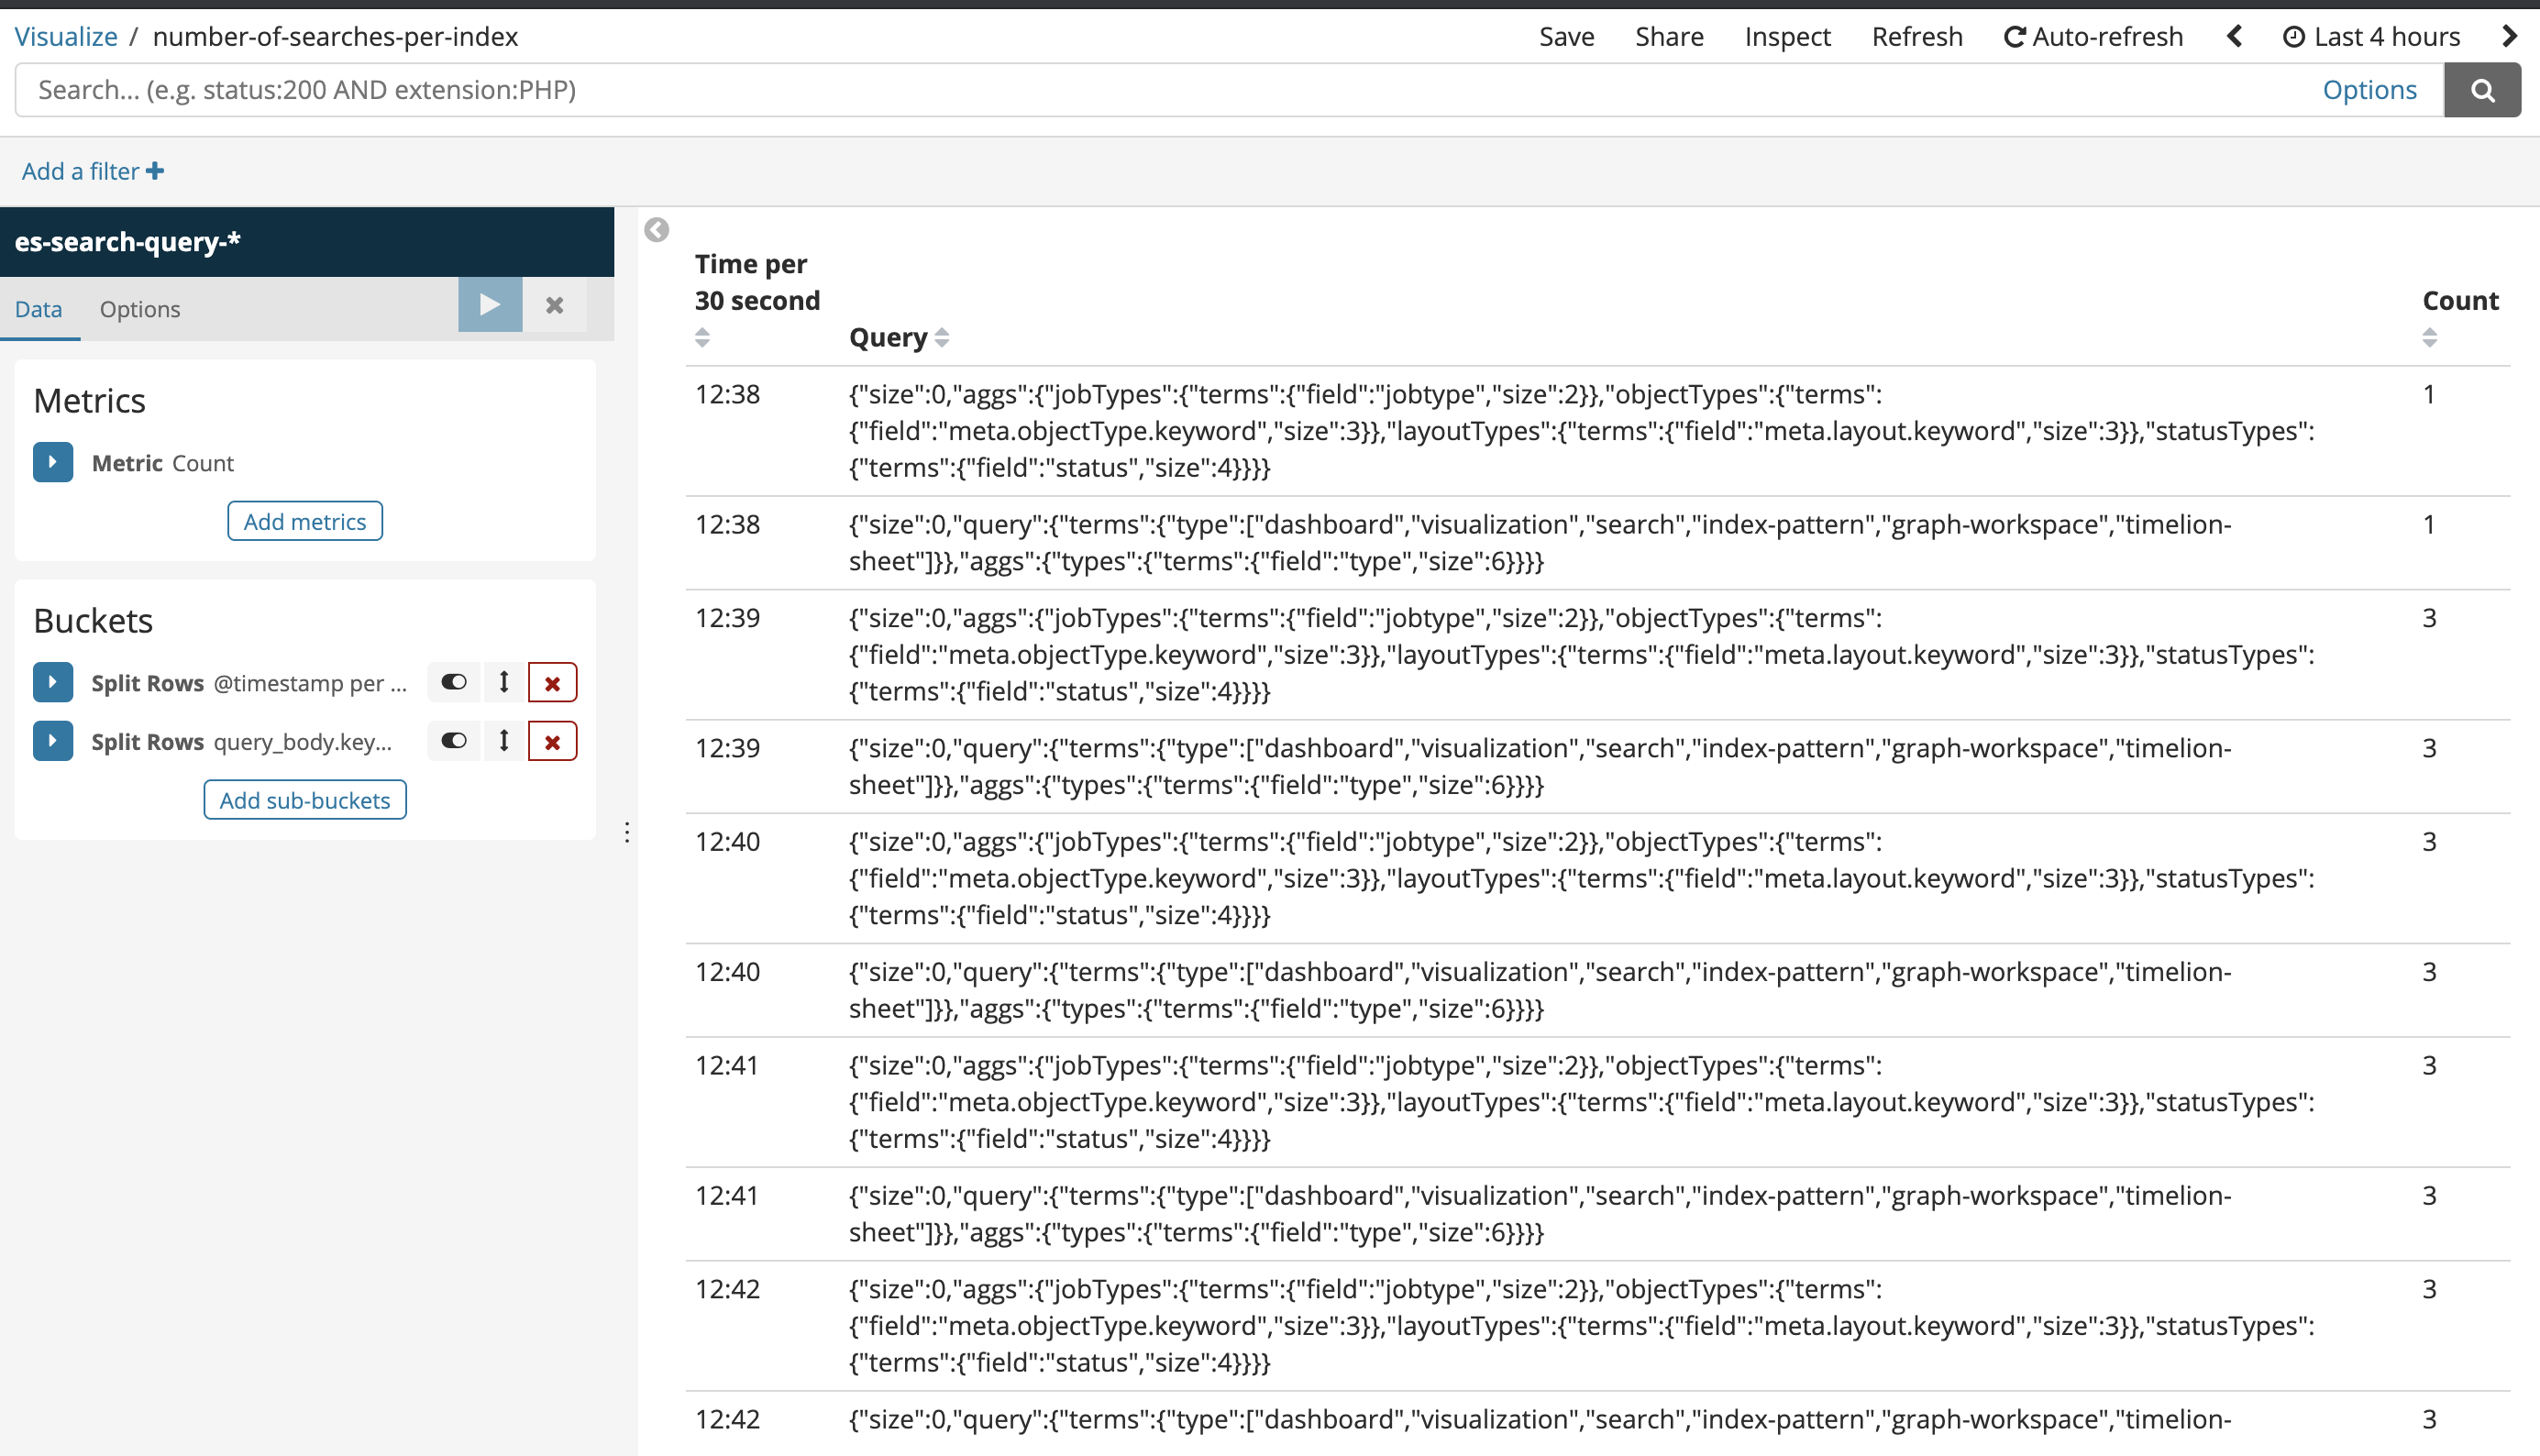 Visualize / number-of-searches-per-index
Save Share Inspect Refresh Auto-refresh Last 4 hours
Search... (e.g. status:200 AND extension:PHP)
Options
Add a filter
es-search-query-*
Data Options
Metrics
Metric Count
Add metrics
Buckets
Split Rows @timestamp per ...
Split Rows query_body.key...
Add sub-buckets
Time per
30 second
Query
Count
12:38 {"size":0,"aggs":{"jobTypes":{"terms":{"field":"jobtype","size":2}},"objectTypes":{"terms": 1
{"field":"meta.objectType.keyword","size":3}},"layoutTypes":{"terms":{"field":"meta.layout.keyword","size":3}},"statusTypes":
{"terms":{"field":"status","size":4}}}}
12:38 {"size":0,"query":{"terms":{"type":["dashboard","visualization","search","index-pattern","graph-workspace","timelion- 1
sheet"]}},"aggs":{"types":{"terms":{"field":"type","size":6}}}}
12:39 {"size":0,"aggs":{"jobTypes":{"terms":{"field":"jobtype","size":2}},"objectTypes":{"terms": 3
{"field":"meta.objectType.keyword","size":3}},"layoutTypes":{"terms":{"field":"meta.layout.keyword","size":3}},"statusTypes":
{"terms":{"field":"status","size":4}}}}
12:39 {"size":0,"query":{"terms":{"type":["dashboard","visualization","search","index-pattern","graph-workspace","timelion- 3
sheet"]}},"aggs":{"types":{"terms":{"field":"type","size":6}}}}
12:40 {"size":0,"aggs":{"jobTypes":{"terms":{"field":"jobtype","size":2}},"objectTypes":{"terms": 3
{"field":"meta.objectType.keyword","size":3}},"layoutTypes":{"terms":{"field":"meta.layout.keyword","size":3}},"statusTypes":
{"terms":{"field":"status","size":4}}}}
12:40 {"size":0,"query":{"terms":{"type":["dashboard","visualization","search","index-pattern","graph-workspace","timelion- 3
sheet"]}},"aggs":{"types":{"terms":{"field":"type","size":6}}}}
12:41 {"size":0,"aggs":{"jobTypes":{"terms":{"field":"jobtype","size":2}},"objectTypes":{"terms": 3
{"field":"meta.objectType.keyword","size":3}},"layoutTypes":{"terms":{"field":"meta.layout.keyword","size":3}},"statusTypes":
{"terms":{"field":"status","size":4}}}}
12:41 {"size":0,"query":{"terms":{"type":["dashboard","visualization","search","index-pattern","graph-workspace","timelion- 3
sheet"]}},"aggs":{"types":{"terms":{"field":"type","size":6}}}}
12:42 {"size":0,"aggs":{"jobTypes":{"terms":{"field":"jobtype","size":2}},"objectTypes":{"terms": 3
{"field":"meta.objectType.keyword","size":3}},"layoutTypes":{"terms":{"field":"meta.layout.keyword","size":3}},"statusTypes":
{"terms":{"field":"status","size":4}}}}
12:42 {"size":0,"query":{"terms":{"type":["dashboard","visualization","search","index-pattern","graph-workspace","timelion- 3